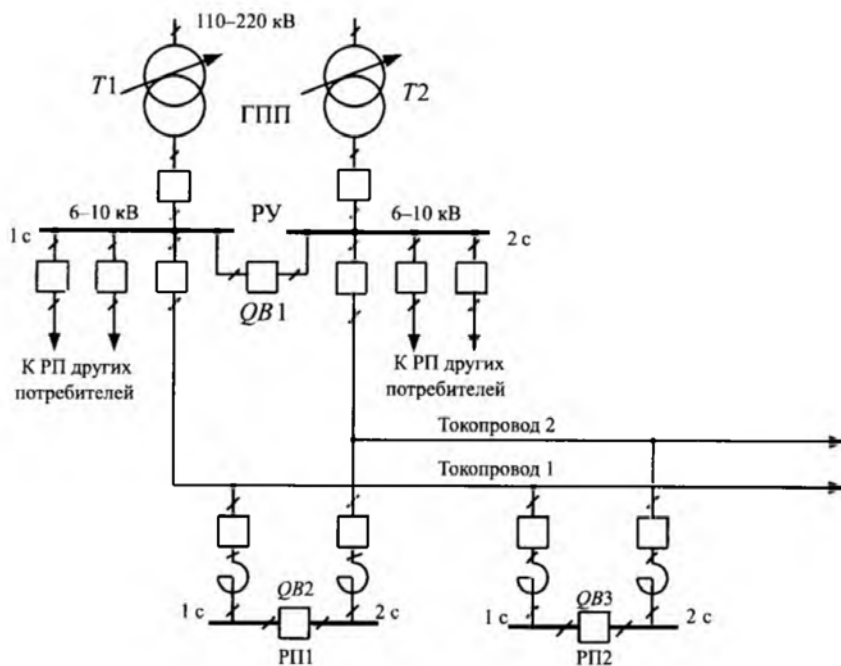 110–220 кВ
T1
T2
ГПП
6–10 кВ
РУ
6–10 кВ
1 с
2 с
QB1
К РП других
потребителей
К РП других
потребителей
Токопровод 2
Токопровод 1
QB2
QB3
1 с
2 с
1 с
2 с
РП1
РП2